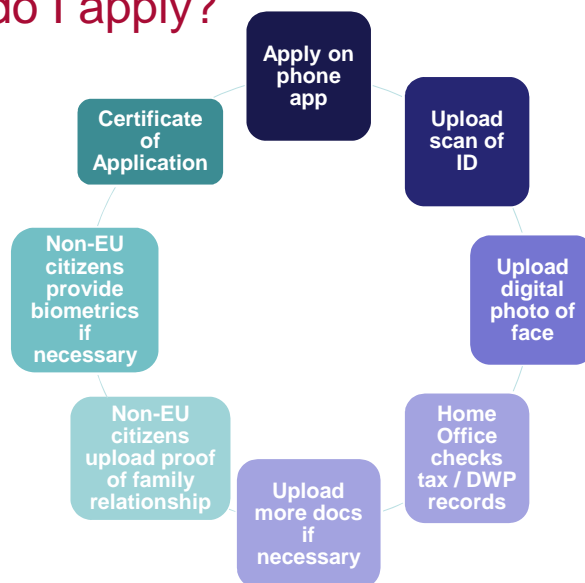 do I apply?
Apply on
phone
app
Upload
scan of
ID
Upload
digital
photo of
face
Home
Office
checks
tax / DWP
records
Upload
more docs
if
necessary
Non-EU
citizens
upload proof
of family
relationship
Non-EU
citizens
provide
biometrics
if
necessary
Certificate
of
Application